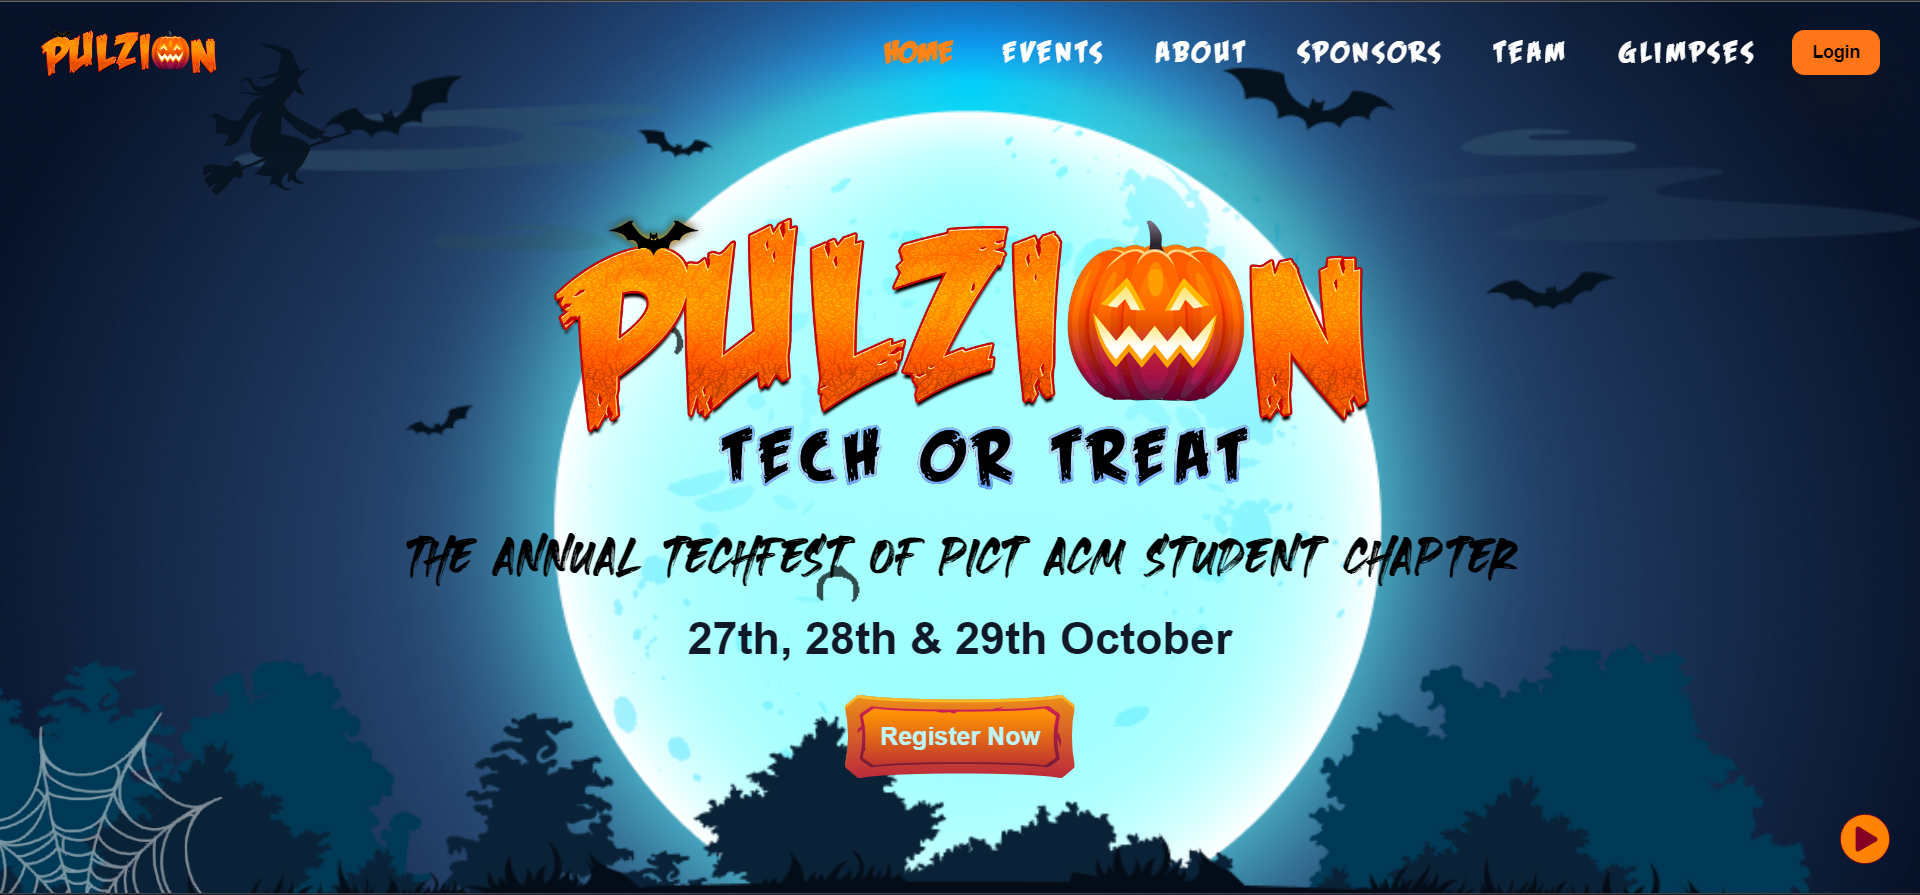 PULZION
HOME EVENTS ABOUT SPONSORS TEAM GLIMPSES Login
PULZION
TECH OR TREAT
THE ANNUAL TECHFEST OF PICT ACM STUDENT CHAPTER
27th, 28th & 29th October
Register Now